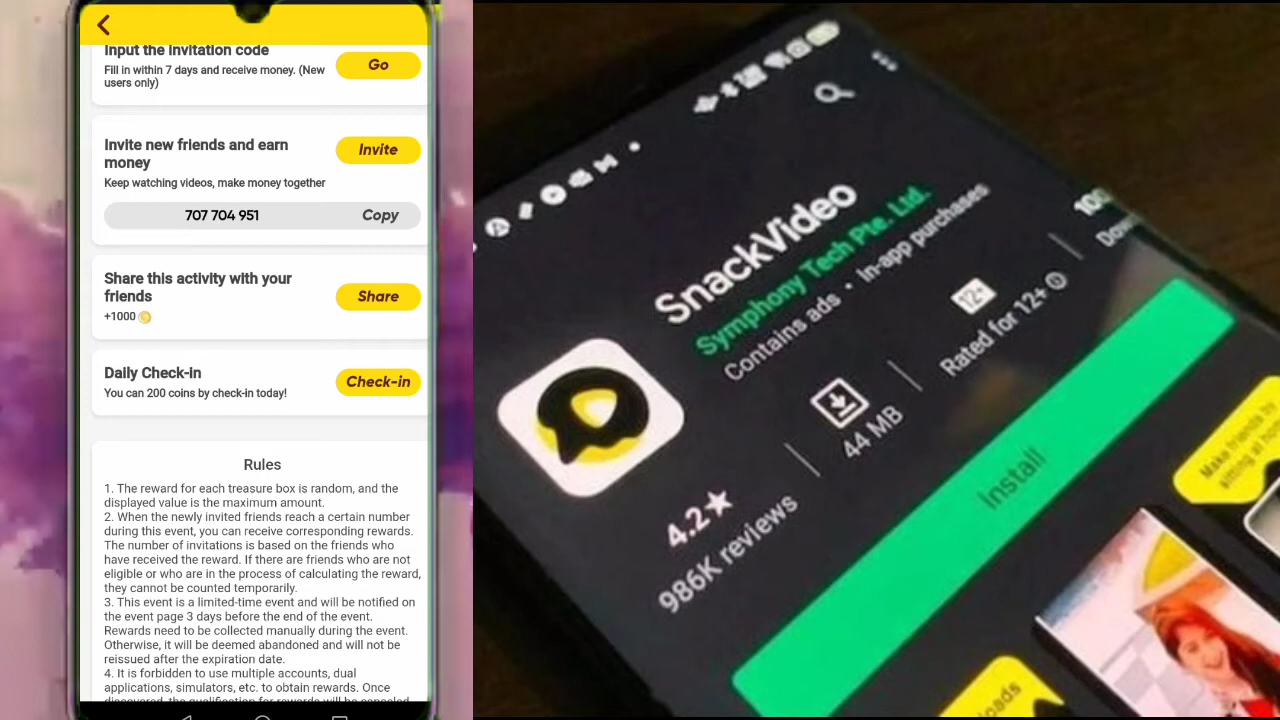 Input the invitation code
Fill in within 7 days and receive money. (New
users only)
Go
Invite new friends and earn
money
Invite
Keep watching videos, make money together
707 704 951
Copy
Share this activity with your
friends
+1000
Share
Daily Check-in
You can 200 coins by check-in today!
Check-in
Rules
1. The reward for each treasure box is random, and the
displayed value is the maximum amount.
2. When the newly invited friends reach a certain number
during this event, you can receive corresponding rewards.
The number of invitations is based on the friends who
have received the reward. If there are friends who are not
eligible or who are in the process of calculating the reward,
they cannot be counted temporarily.
3. This event is a limited-time event and will be notified on
the event page 3 days before the end of the event.
Rewards need to be collected manually during the event.
Otherwise, it will be deemed abandoned and will not be
reissued after the expiration date.
4. It is forbidden to use multiple accounts, dual
applications, simulators, etc. to obtain rewards. Once
SnackVideo
Symphony Tech Pte. Ltd.
Contains ads • In-app purchases
4.2★
986K reviews
44 MB
12+
Rated for 12+
100
Dow
Install
Make friends by
sitting at